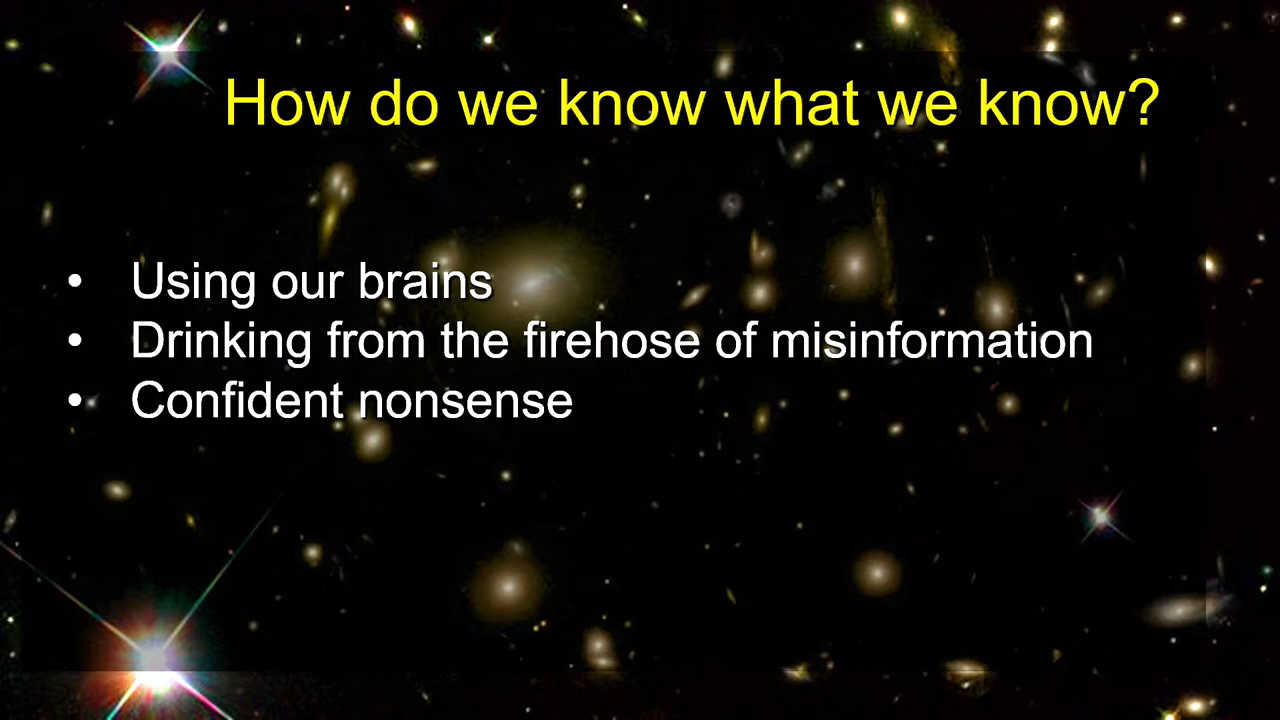 How do we know what we know?
• Using our brains
• Drinking from the firehose of misinformation
• Confident nonsense